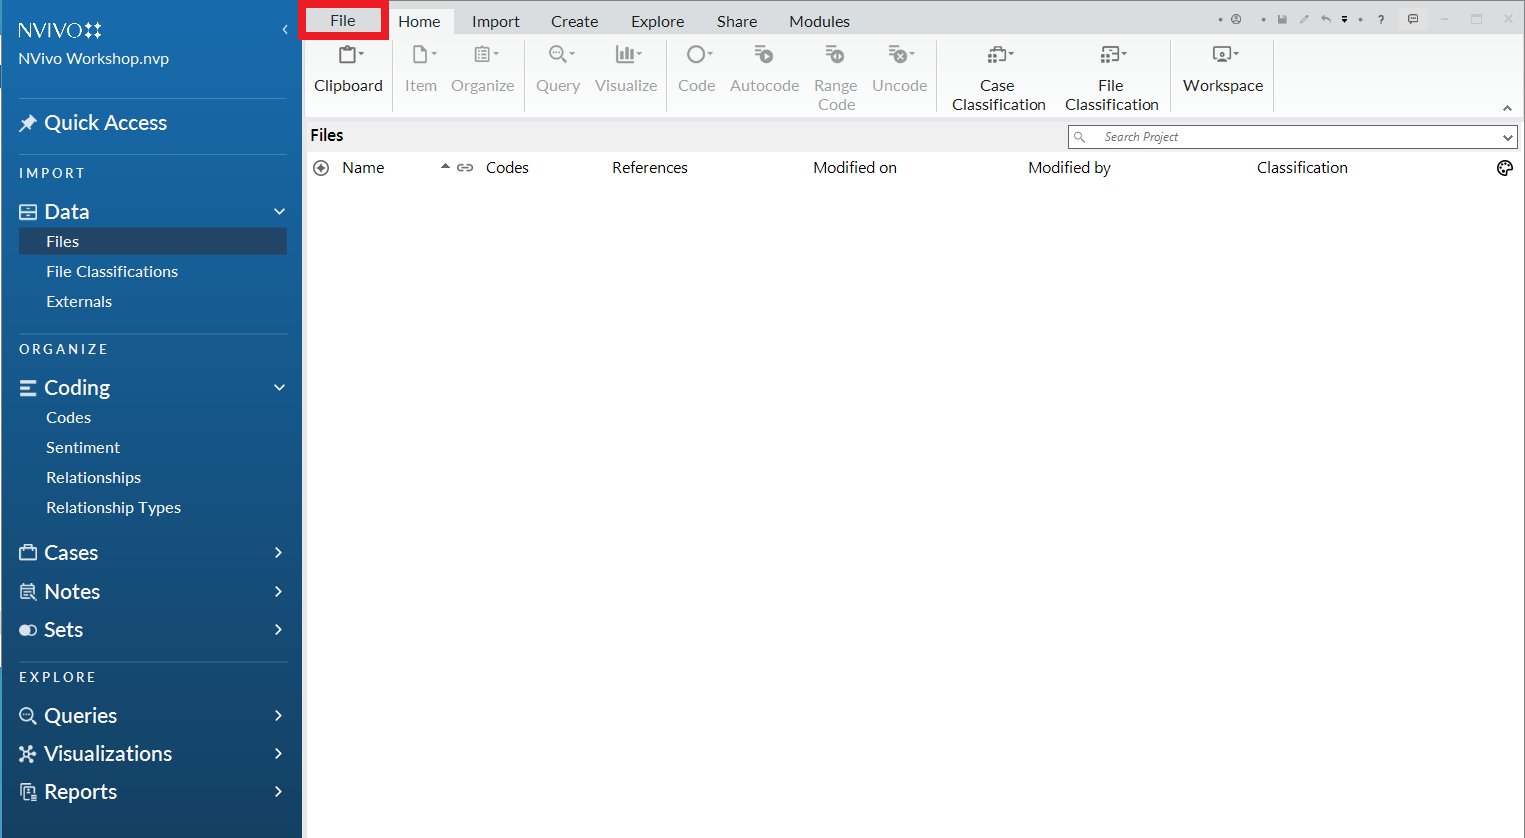 NVIVO
NVivo Workshop.nvp
Quick Access
IMPORT
Data
Files
File Classifications
Externals
ORGANIZE
Coding
Codes
Sentiment
Relationships
Relationship Types
Cases
Notes
Sets
EXPLORE
Queries
Visualizations
Reports
File Home Import Create Explore Share Modules
?
Clipboard Item Organize Query Visualize Code Autocode Range Code Uncode Case Classification File Classification Workspace
Files
Search Project
Name Codes References Modified on Modified by Classification